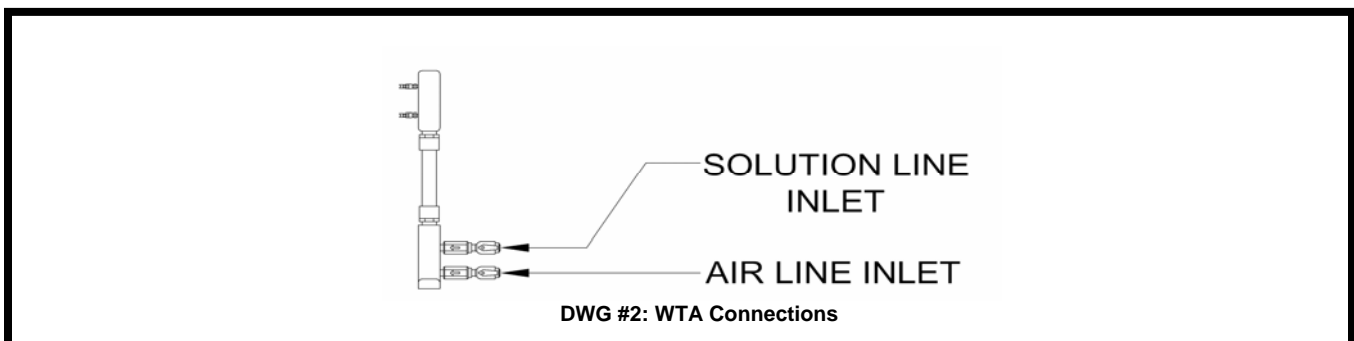 SOLUTION LINE
INLET
AIR LINE INLET
DWG #2: WTA Connections